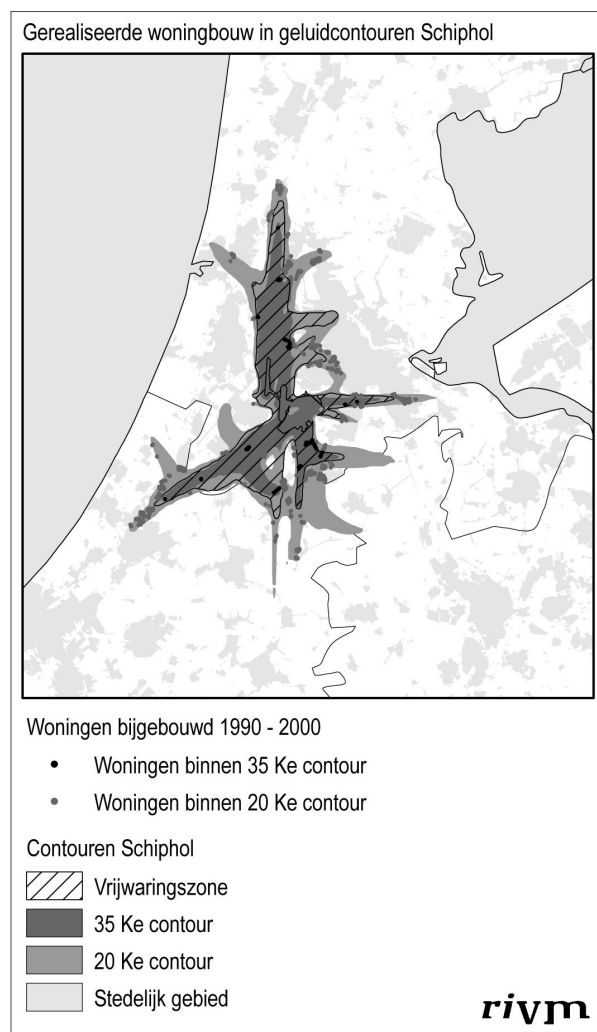 Gerealiseerde woningbouw in geluidcontouren Schiphol
Woningen bijgebouwd 1990 - 2000
Woningen binnen 35 Ke contour
Woningen binnen 20 Ke contour
Contouren Schiphol
Vrijwaringszone
35 Ke contour
20 Ke contour
Stedelijk gebied
rivm